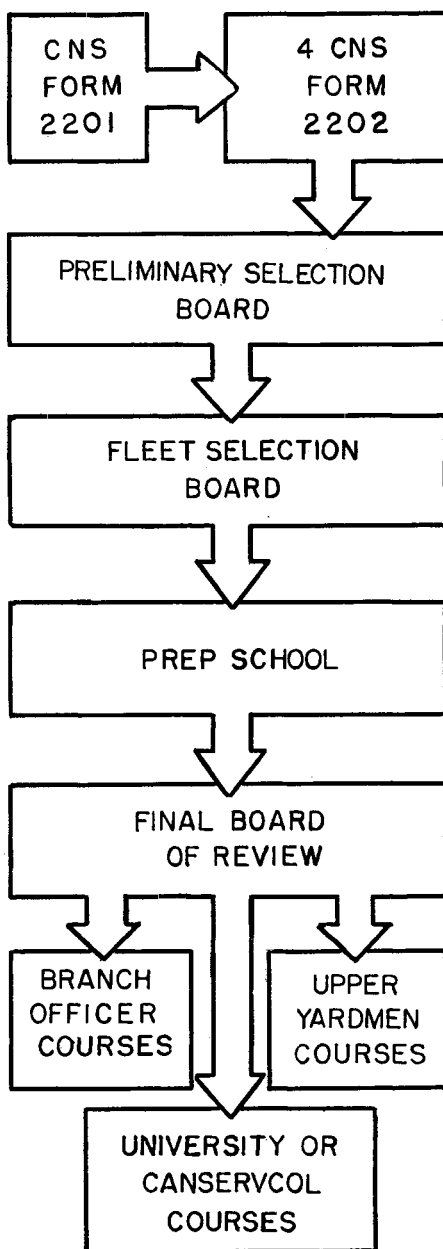 CNS
FORM
2201
4 CNS
FORM
2202
PRELIMINARY SELECTION
BOARD
FLEET SELECTION
BOARD
PREP SCHOOL
FINAL BOARD
OF REVIEW
BRANCH
OFFICER
COURSES
UPPER
YARDMEN
COURSES
UNIVERSITY OR
CANSERVCOL
COURSES